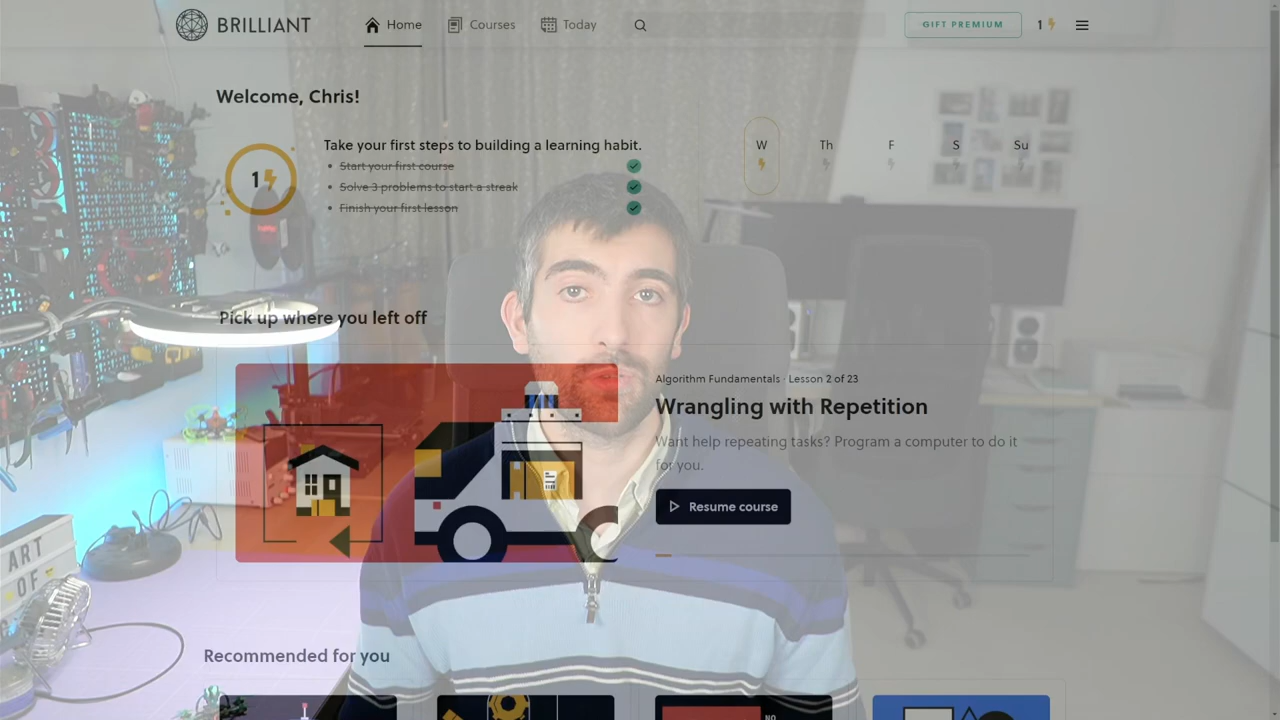 BRILLIANT
Home
Courses
Today
GIFT PREMIUM
1
Welcome, Chris!
Take your first steps to building a learning habit.
1
• Start your first course
• Solve 3 problems to start a streak
• Finish your first lesson
W
Th
F
S
Su
Pick up where you left off
Algorithm Fundamentals · Lesson 2 of 23
Wrangling with Repetition
Want help repeating tasks? Program a computer to do it
for you.
Resume course
ART
OF
Recommended for you
NO